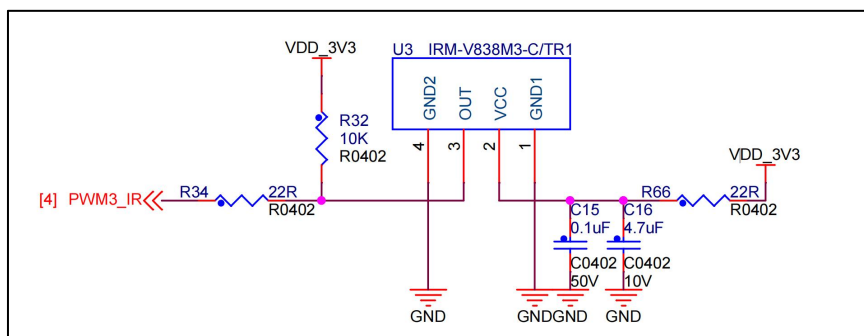 U3 IRM-V838M3-C/TR1
VDD_3V3
GND2
OUT
VCC
GND1
R32
10K
R0402
4
3
2
1
VDD_3V3
[4] PWM3_IR
R34
22R
R0402
R66
22R
R0402
C15
0.1uF
C0402
50V
C16
4.7uF
C0402
10V
GND
GND
GND
GND